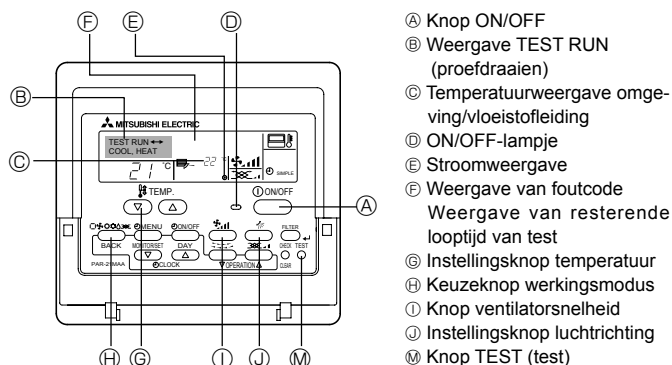 Ⓕ Ⓔ Ⓓ
Ⓑ
Ⓒ
Ⓐ
MITSUBISHI ELECTRIC
TEST RUN
COOL, HEAT
21 °C
22 °C
SIMPLE
TEMP.
ON/OFF
MENU
ON/OFF
FILTER
BACK
MONITOR/SET
DAY
CHECK TEST
PAR-21MAA
CLOCK
OPERATION
CLEAR
Ⓗ Ⓖ Ⓘ Ⓙ Ⓜ
Ⓐ Knop ON/OFF
Ⓑ Weergave TEST RUN
(proefdraaien)
Ⓒ Temperatuurweergave omge-
ving/vloeistofleiding
Ⓓ ON/OFF-lampje
Ⓔ Stroomweergave
Ⓕ Weergave van foutcode
Weergave van resterende
looptijd van test
Ⓖ Instellingsknop temperatuur
Ⓗ Keuzeknop werkingsmodus
Ⓘ Knop ventilatorsnelheid
Ⓙ Instellingsknop luchtrichting
Ⓜ Knop TEST (test)